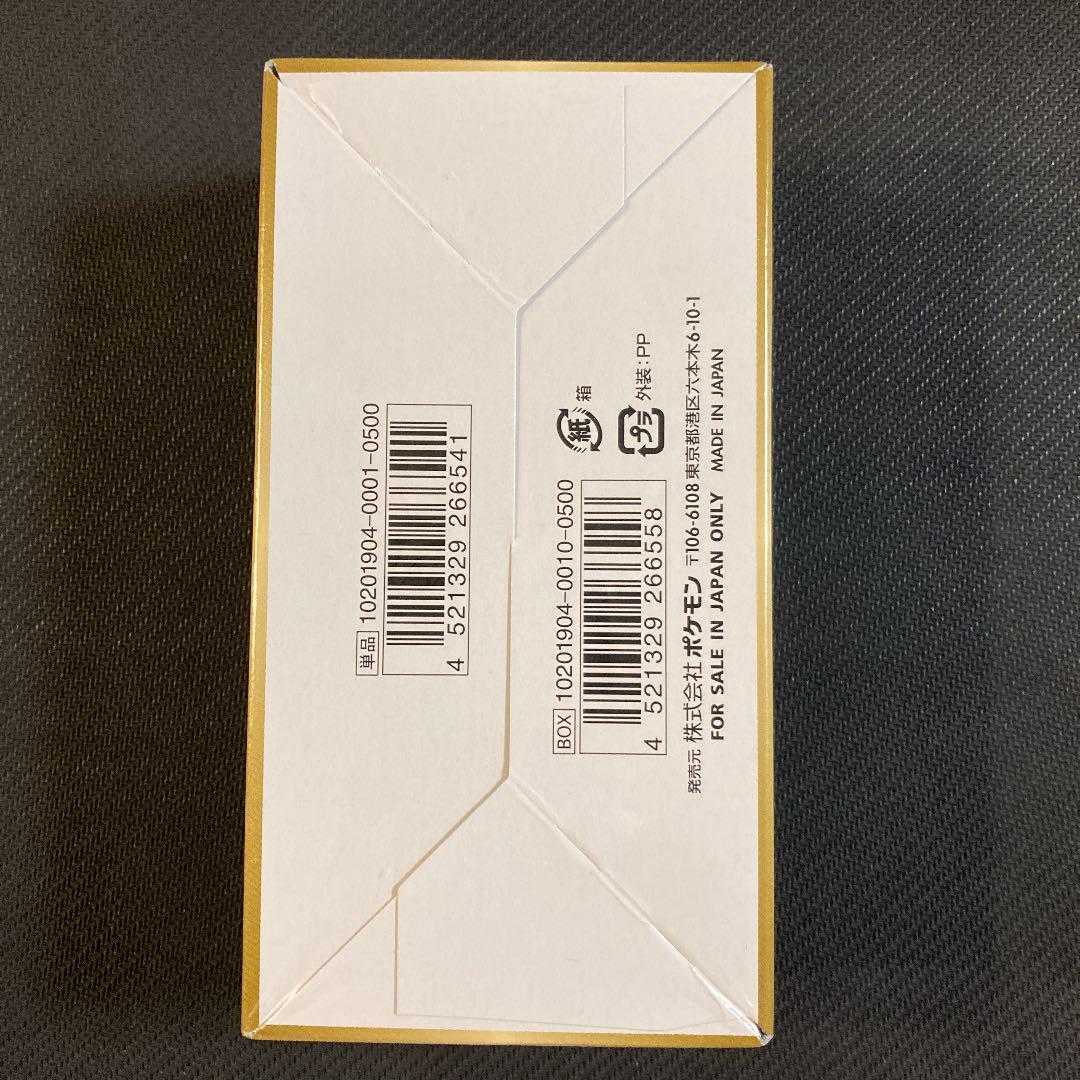 単品 10201904-0001-0500
4 521329 266541
紙 箱
プラ 外装:PP
BOX 10201904-0010-0500
4 521329 266558
発売元 株式会社 ポケモン 〒106-6108 東京都港区六本木6-10-1
FOR SALE IN JAPAN ONLY MADE IN JAPAN